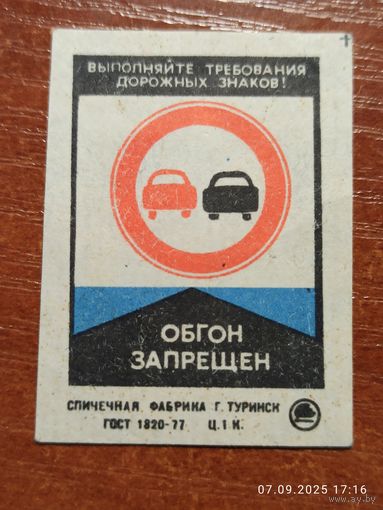 ВЫПОЛНЯЙТЕ ТРЕБОВАНИЯ
ДОРОЖНЫХ ЗНАКОВ!
ОБГОН
ЗАПРЕЩЕН
СПИЧЕЧНАЯ ФАБРИКА Г. ТУРИНСК
ГОСТ 1820-77 Ц. 1 К.
07.09.2025 17:16
www.ay.by